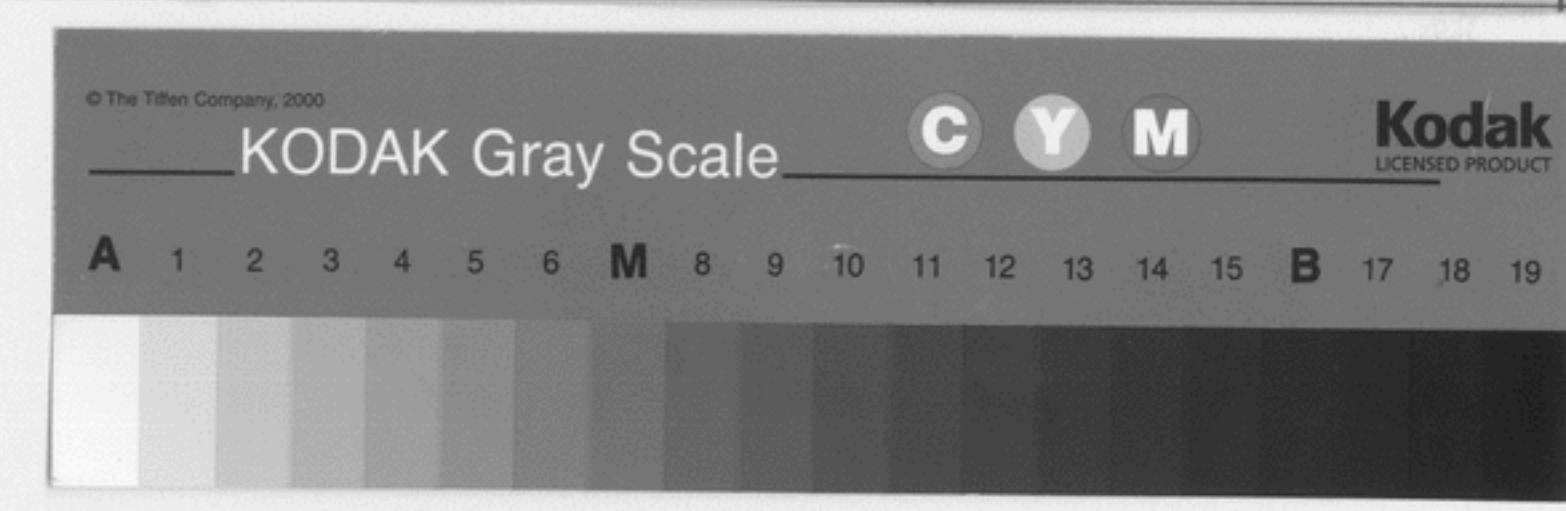 © The Tiffen Company, 2000
KODAK Gray Scale
C Y M
Kodak
LICENSED PRODUCT
A 1 2 3 4 5 6 M 8 9 10 11 12 13 14 15 B 17 18 19